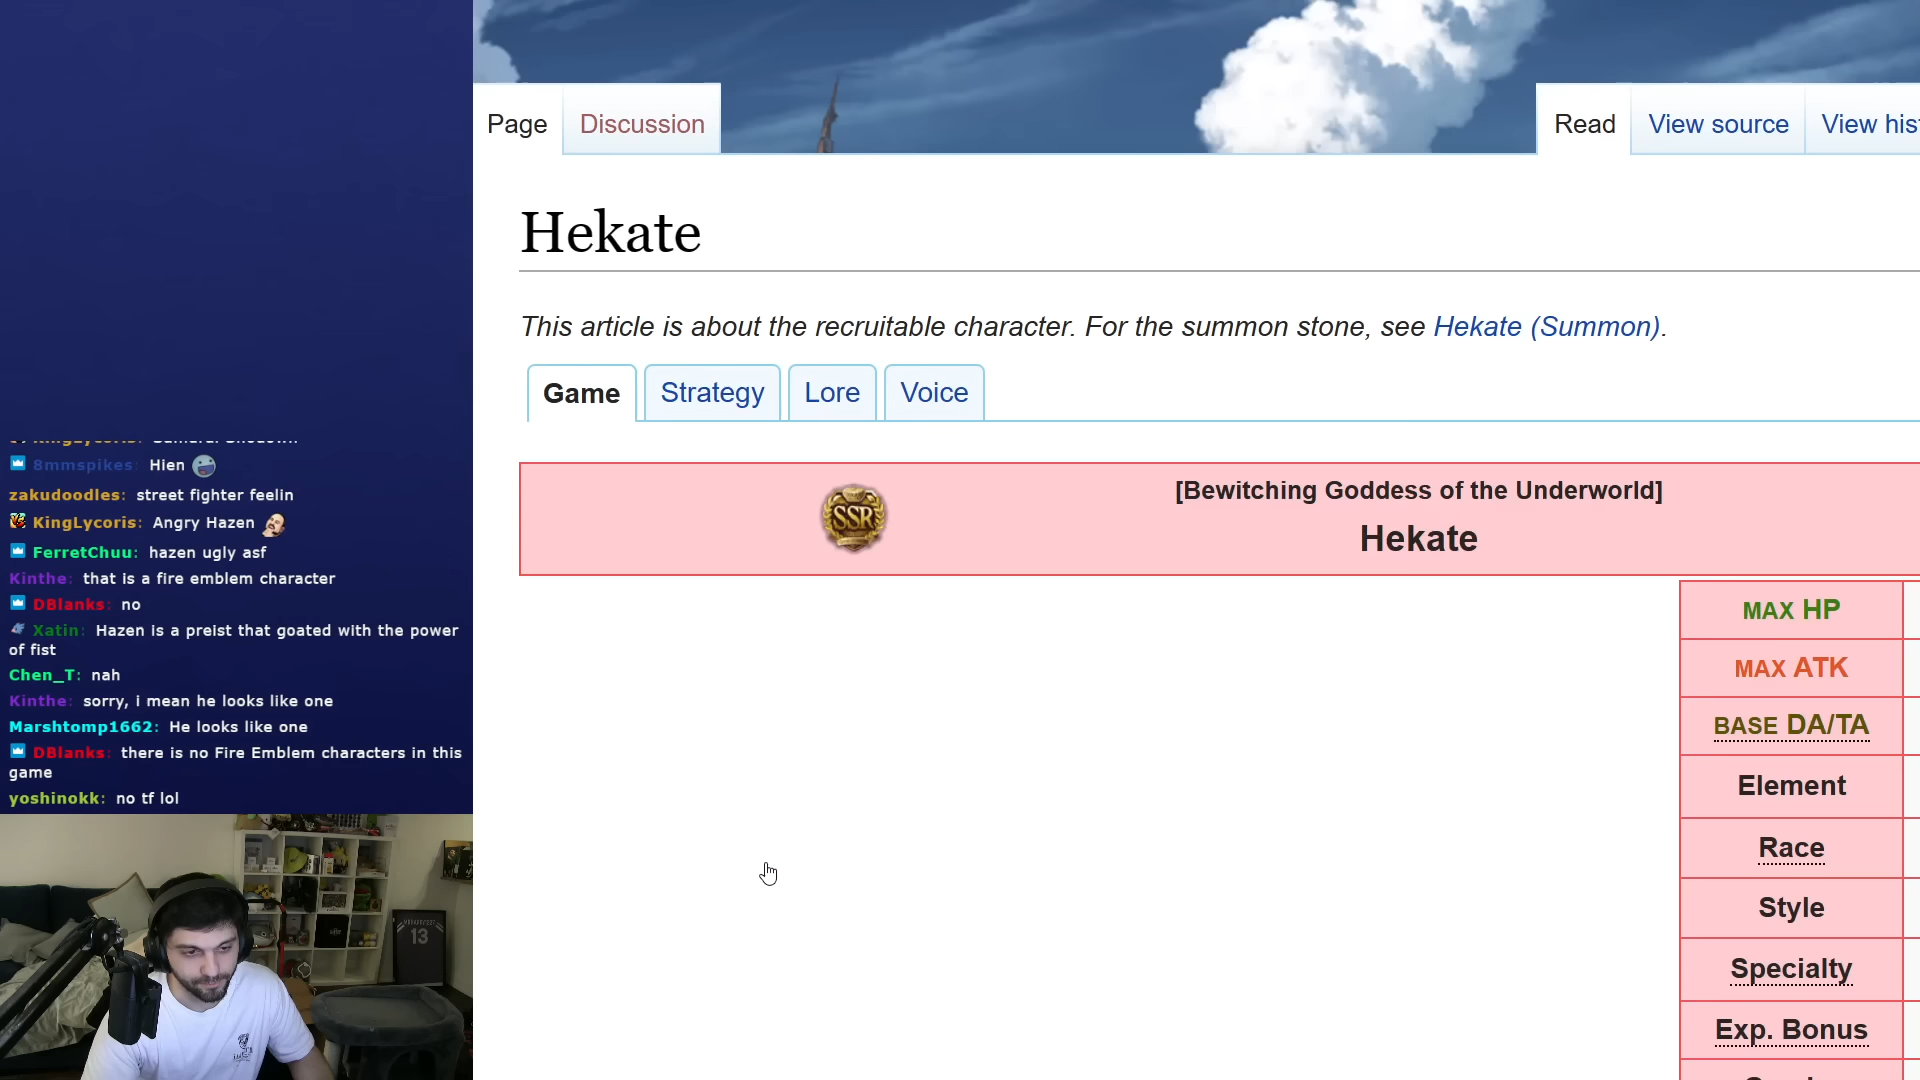 Page
Discussion
Read
View source
View his
Hekate
This article is about the recruitable character. For the summon stone, see Hekate (Summon).
Game
Strategy
Lore
Voice
SSR
[Bewitching Goddess of the Underworld]
Hekate
MAX HP
MAX ATK
BASE DA/TA
Element
Race
Style
Specialty
Exp. Bonus
KingLycoris: Samurai Shodown
8mmspikes: Hien
zakudoodles: street fighter feelin
KingLycoris: Angry Hazen
FerretChuu: hazen ugly asf
Kinthe: that is a fire emblem character
DBlanks: no
Xatin: Hazen is a preist that goated with the power
of fist
Chen_T: nah
Kinthe: sorry, i mean he looks like one
Marshtomp1662: He looks like one
DBlanks: there is no Fire Emblem characters in this
game
yoshinokk: no tf lol
13